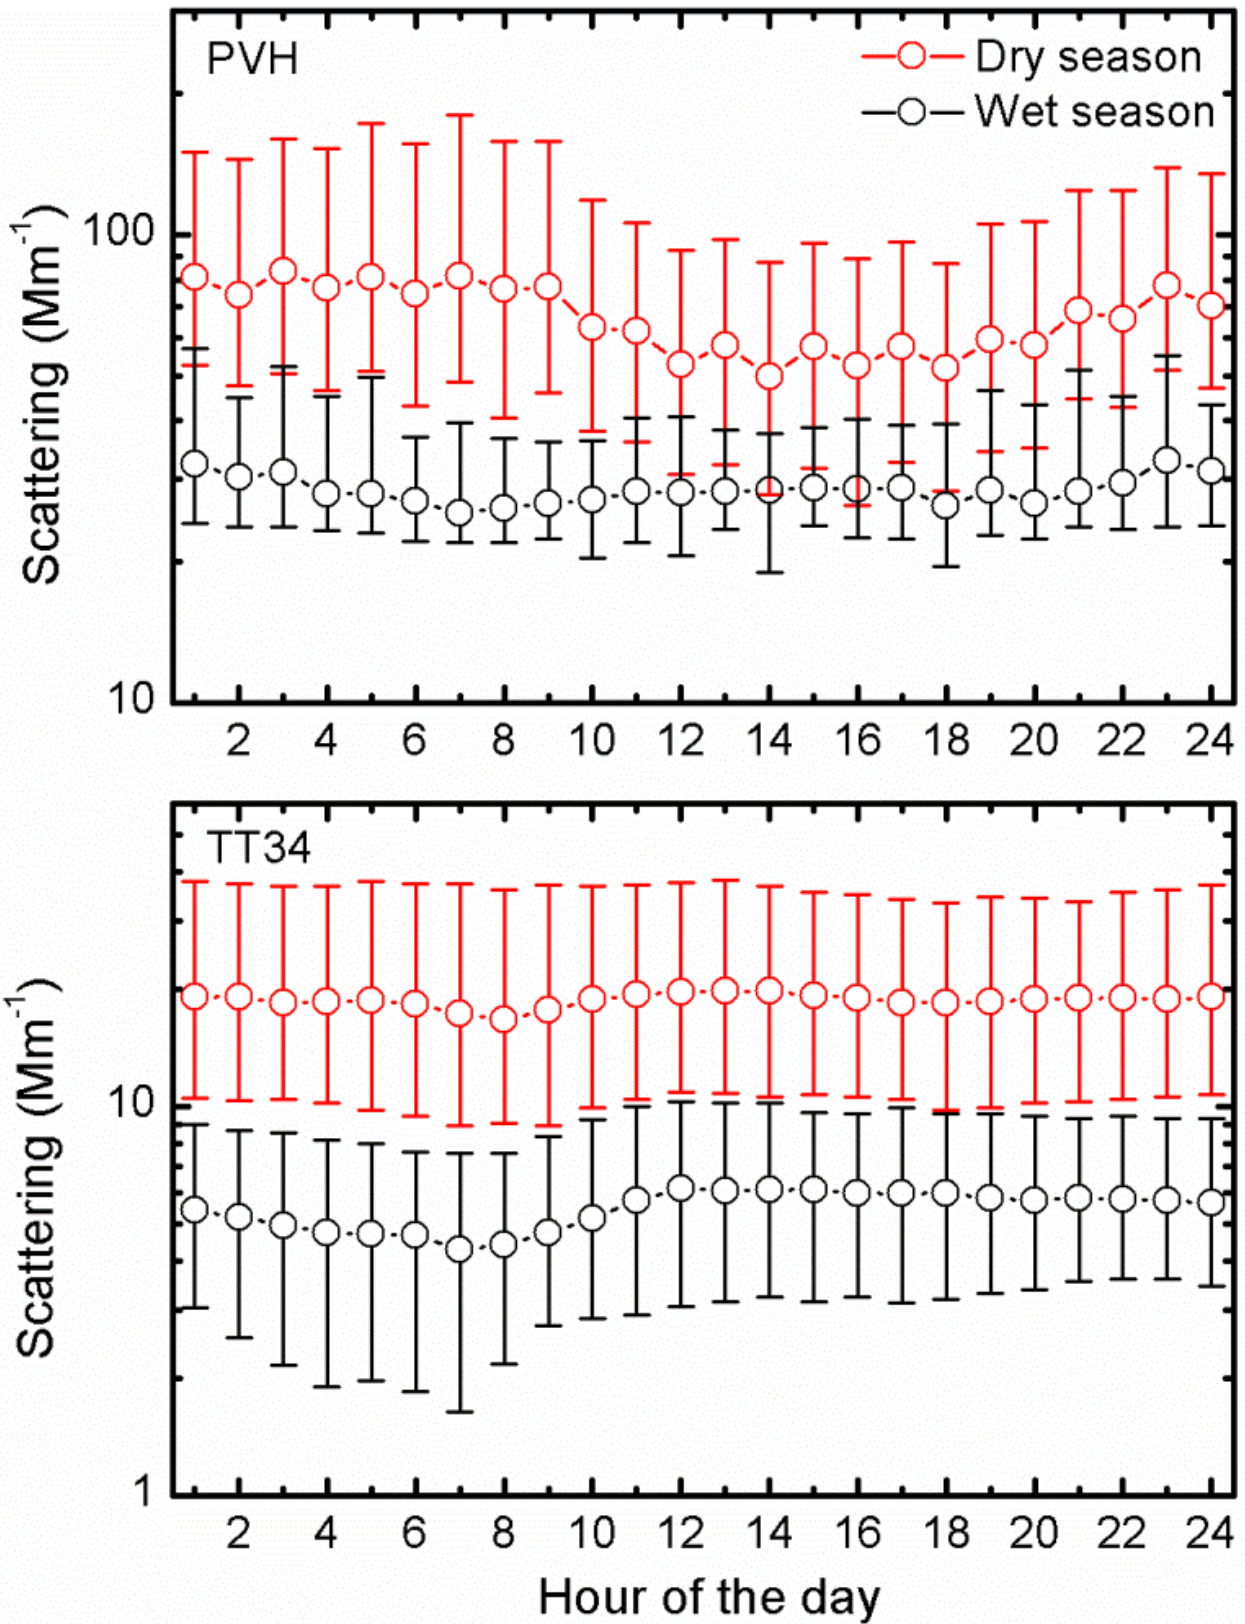 PVH
Dry season
Wet season
Scattering (Mm⁻¹)
100
10
2 4 6 8 10 12 14 16 18 20 22 24
TT34
Scattering (Mm⁻¹)
10
1
2 4 6 8 10 12 14 16 18 20 22 24
Hour of the day